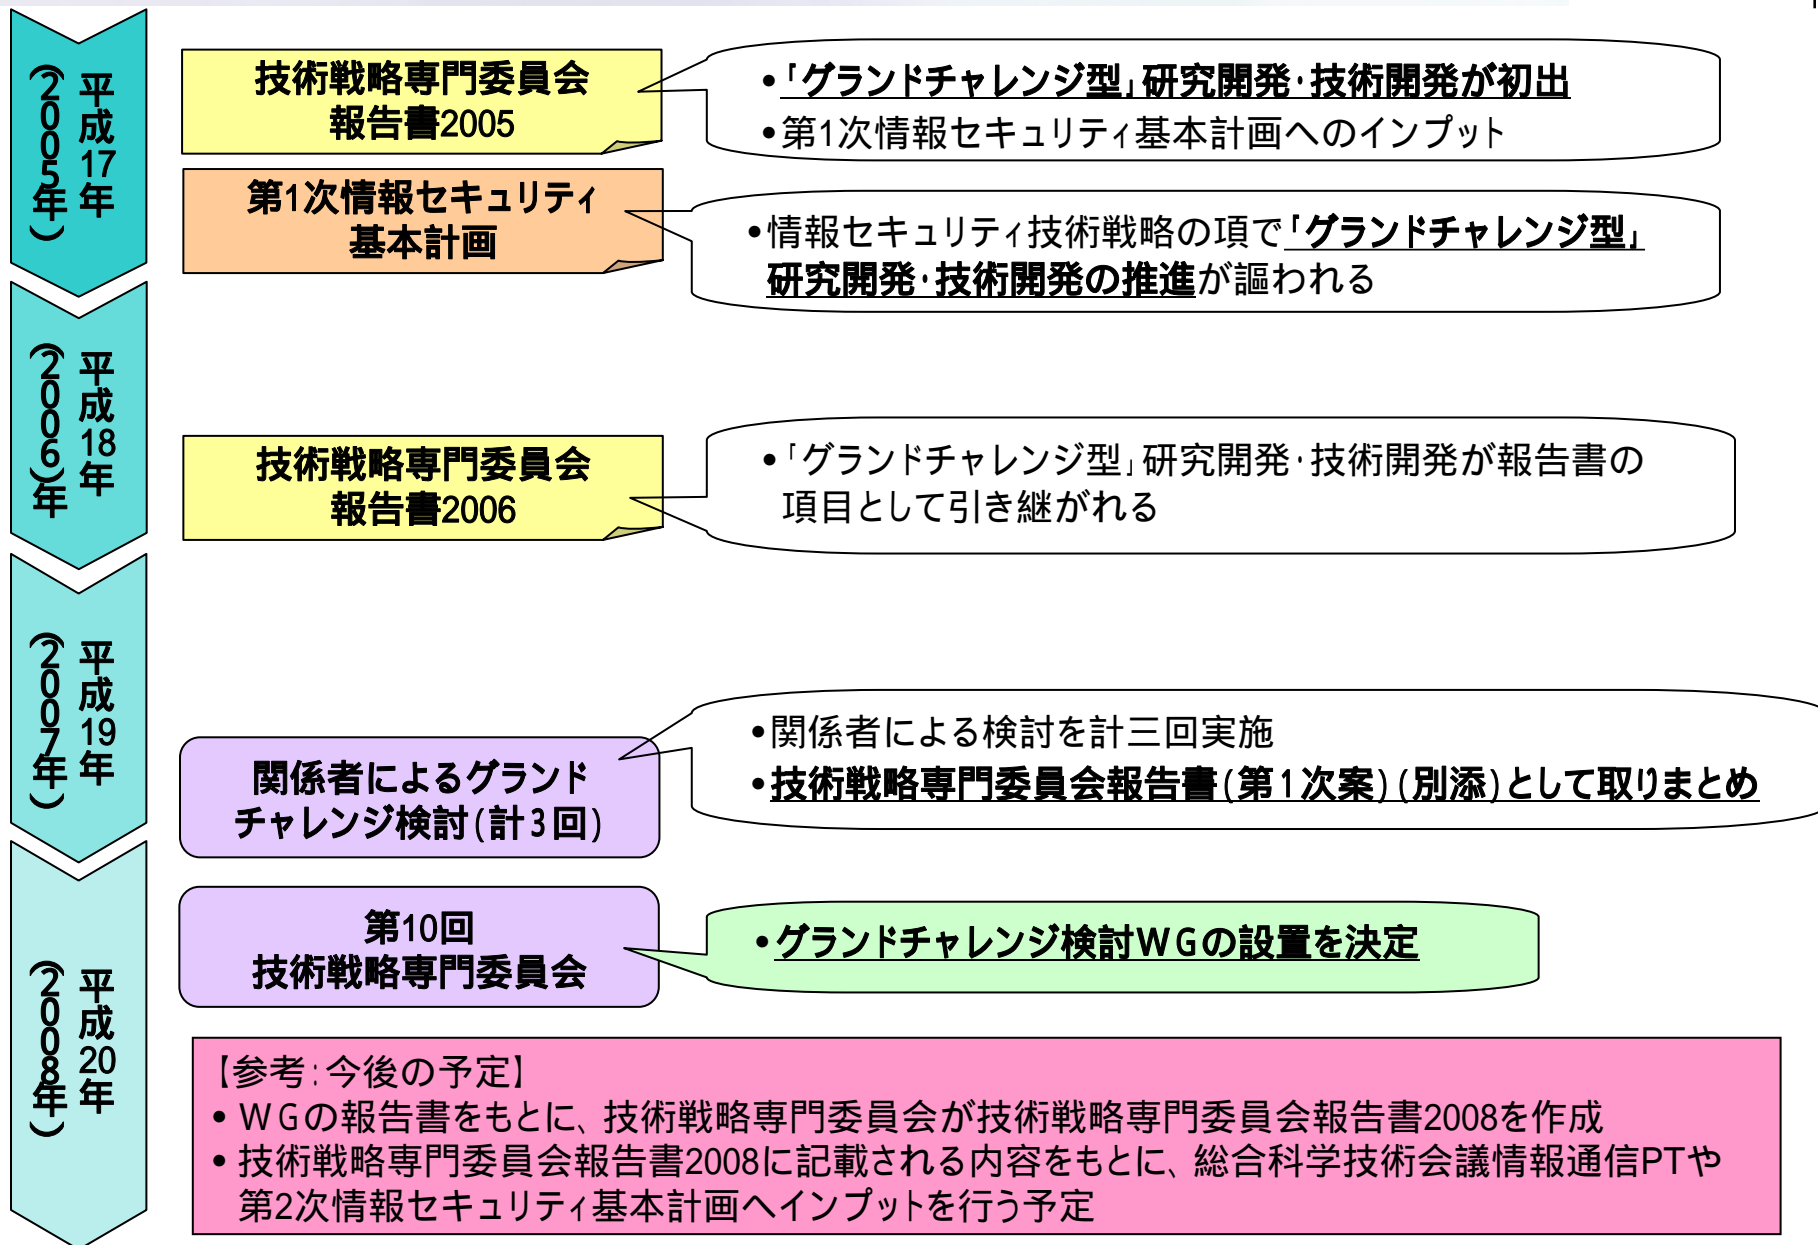 平成17年
(2005年)
技術戦略専門委員会
報告書2005
•「グランドチャレンジ型」研究開発・技術開発が初出
•第1次情報セキュリティ基本計画へのインプット
第1次情報セキュリティ
基本計画
•情報セキュリティ技術戦略の項で「グランドチャレンジ型」
研究開発・技術開発の推進が謳われる
平成18年
(2006)年
技術戦略専門委員会
報告書2006
•「グランドチャレンジ型」研究開発・技術開発が報告書の
項目として引き継がれる
平成19年
(2007年)
関係者によるグランド
チャレンジ検討(計3回)
•関係者による検討を計三回実施
•技術戦略専門委員会報告書(第1次案)(別添)として取りまとめ
平成20年
(2008年)
第10回
技術戦略専門委員会
•グランドチャレンジ検討WGの設置を決定
【参考:今後の予定】
•WGの報告書をもとに、技術戦略専門委員会が技術戦略専門委員会報告書2008を作成
•技術戦略専門委員会報告書2008に記載される内容をもとに、総合科学技術会議情報通信PTや
第2次情報セキュリティ基本計画へインプットを行う予定